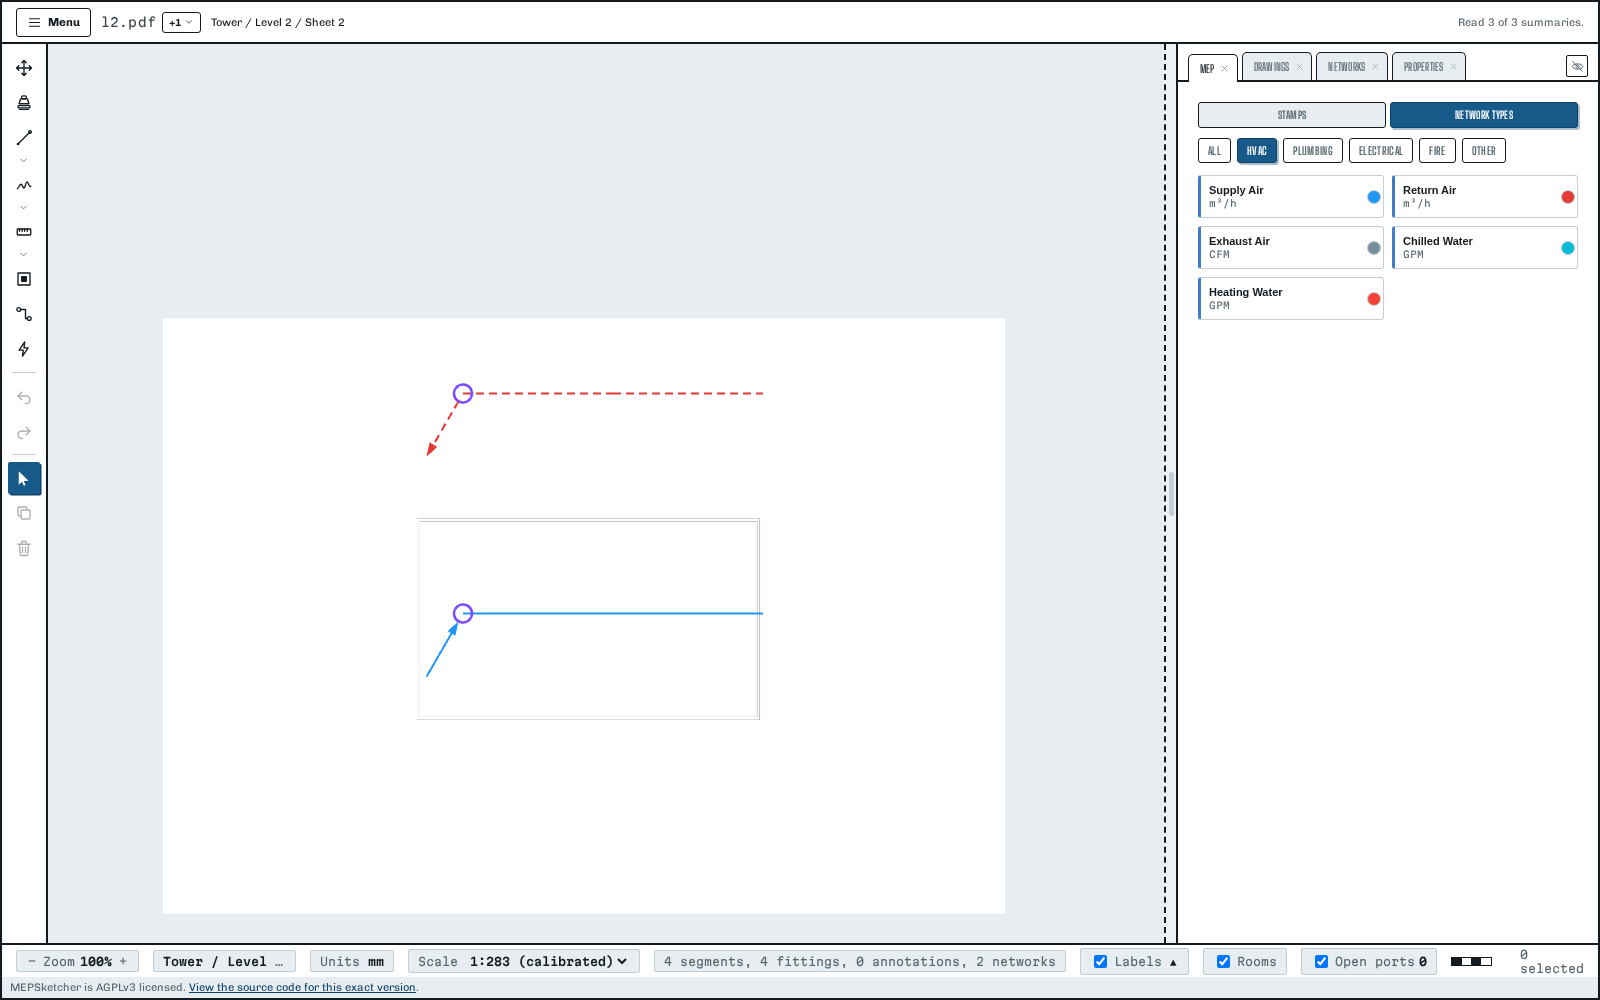 Menu
l2.pdf
+1
Tower / Level 2 / Sheet 2
Read 3 of 3 summaries.
MEP
DRAWINGS
NETWORKS
PROPERTIES
STAMPS
NETWORK TYPES
ALL
HVAC
PLUMBING
ELECTRICAL
FIRE
OTHER
Supply Air
m³/h
Return Air
m³/h
Exhaust Air
CFM
Chilled Water
GPM
Heating Water
GPM
− Zoom 100% +
Tower / Level …
Units mm
Scale 1:283 (calibrated)
4 segments, 4 fittings, 0 annotations, 2 networks
Labels ▲
Rooms
Open ports 0
0 selected
MEPSketcher is AGPLv3 licensed. View the source code for this exact version.